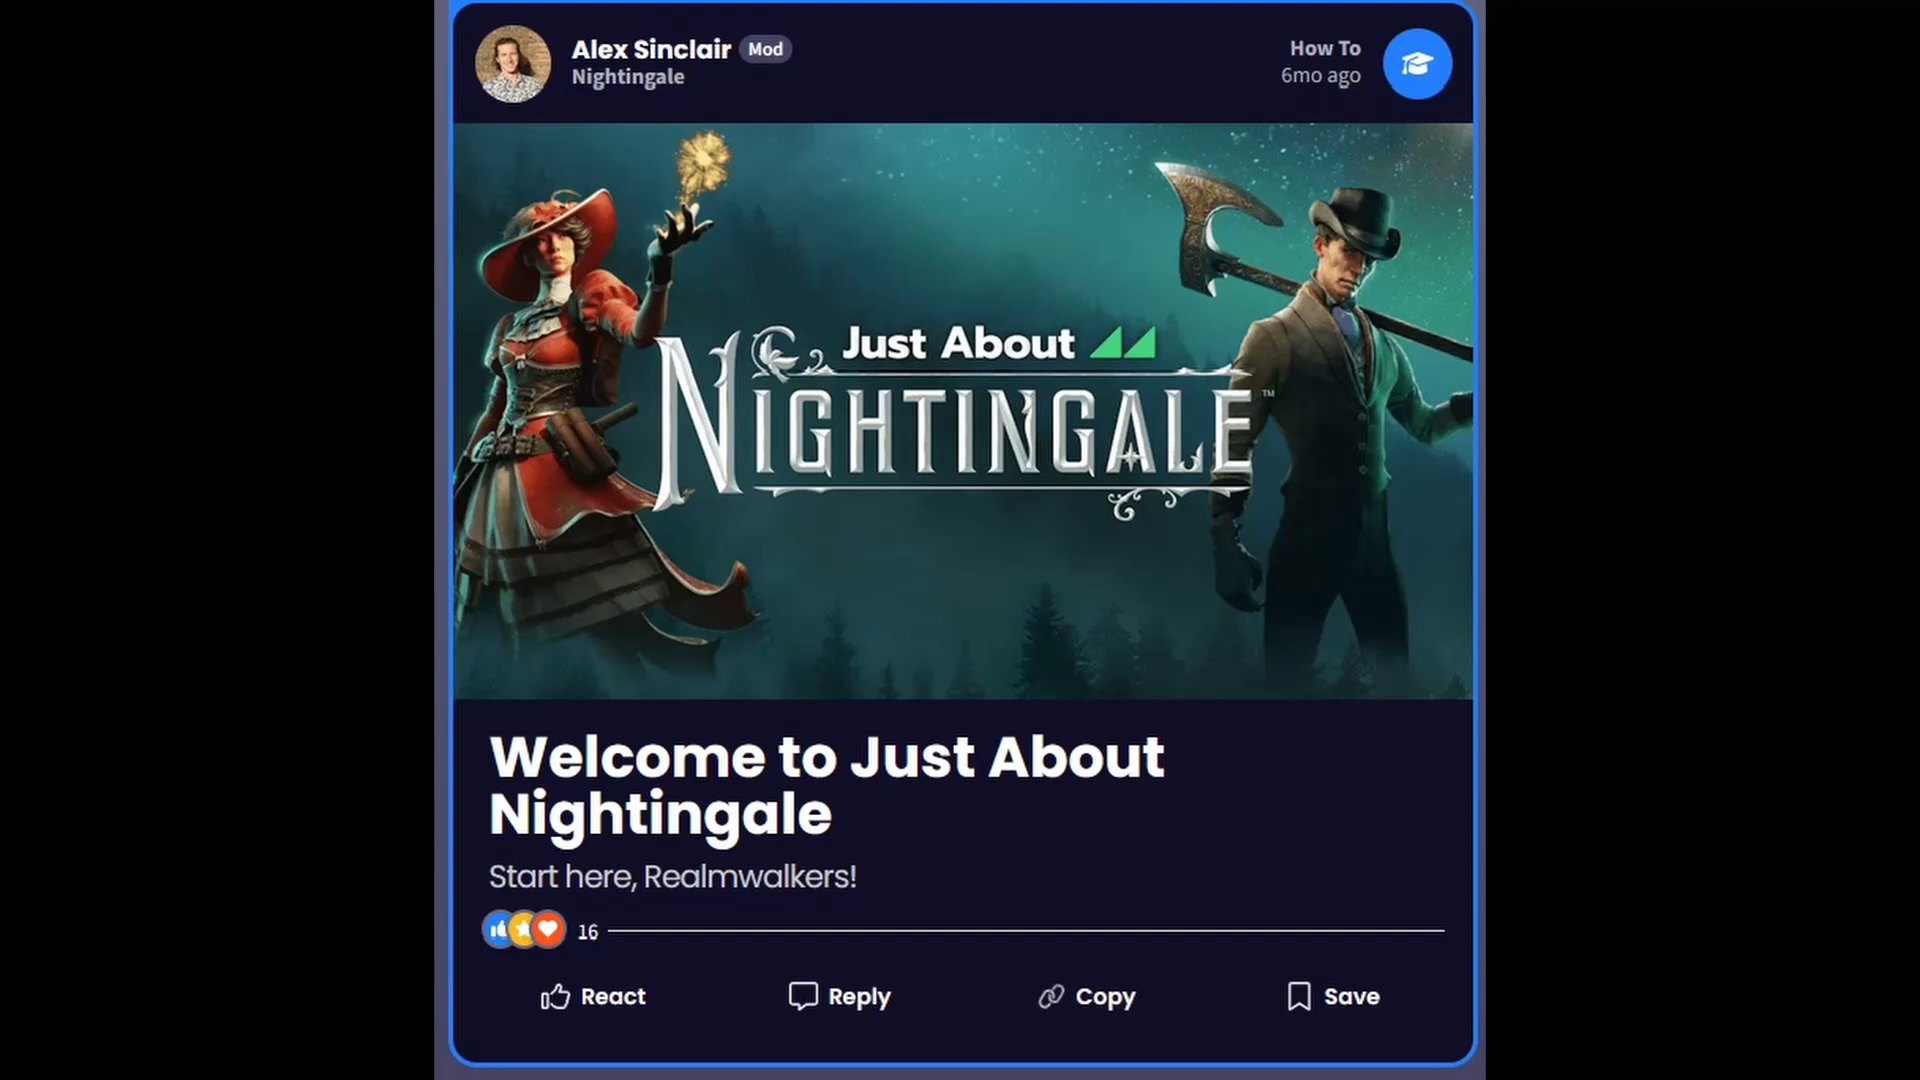 Alex Sinclair Mod
Nightingale
How To
6mo ago
Just About
NIGHTINGALE™
Welcome to Just About
Nightingale
Start here, Realmwalkers!
16
React
Reply
Copy
Save